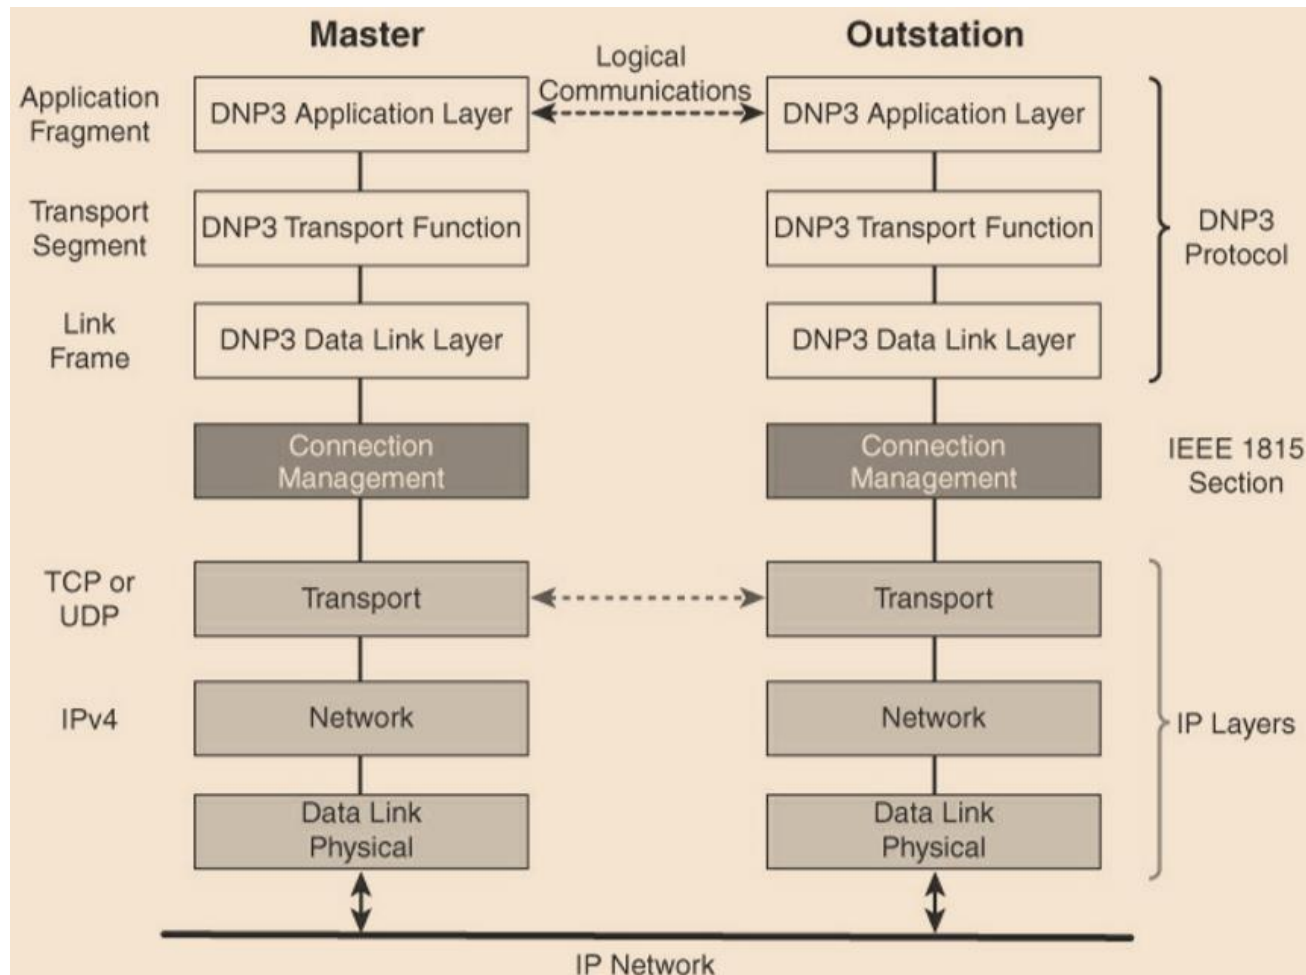 Master
Outstation
Logical
Communications
Application
Fragment
DNP3 Application Layer
DNP3 Application Layer
Transport
Segment
DNP3 Transport Function
DNP3 Transport Function
DNP3
Protocol
Link
Frame
DNP3 Data Link Layer
DNP3 Data Link Layer
Connection
Management
Connection
Management
IEEE 1815
Section
TCP or
UDP
Transport
Transport
IPv4
Network
Network
IP Layers
Data Link
Physical
Data Link
Physical
IP Network